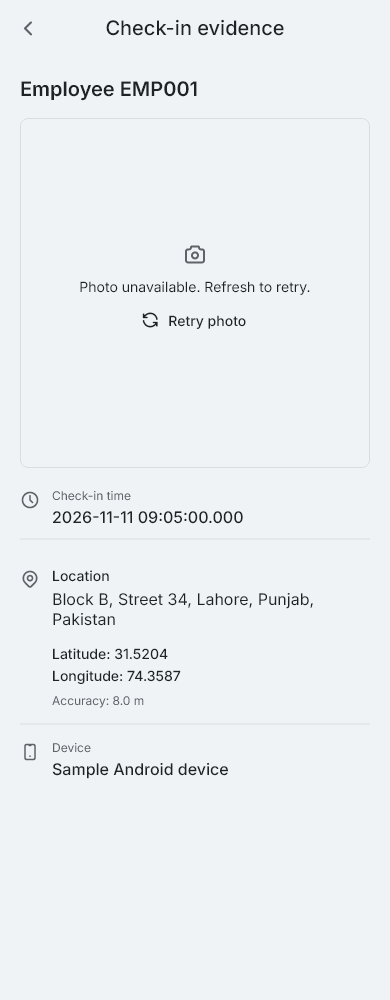 Check-in evidence
Employee EMP001
Photo unavailable. Refresh to retry.
Retry photo
Check-in time
2026-11-11 09:05:00.000
Location
Block B, Street 34, Lahore, Punjab,
Pakistan
Latitude: 31.5204
Longitude: 74.3587
Accuracy: 8.0 m
Device
Sample Android device